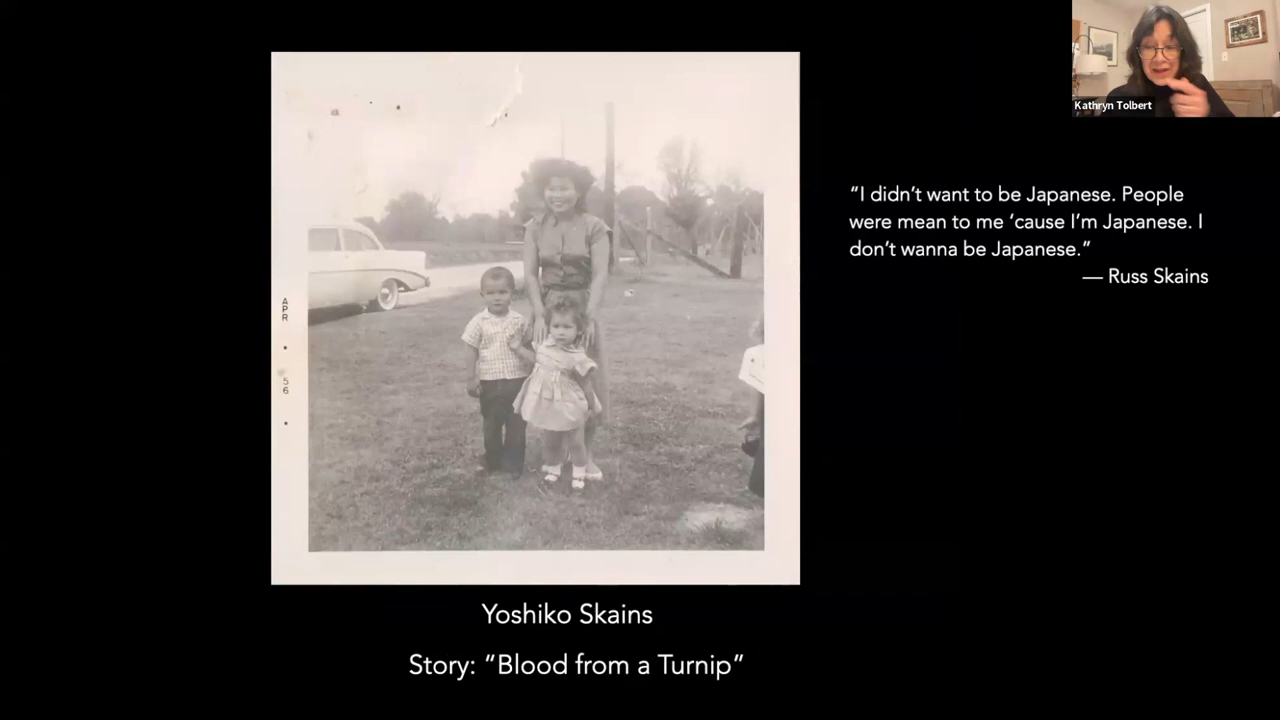 Kathryn Tolbert
“I didn’t want to be Japanese. People
were mean to me ‘cause I’m Japanese. I
don’t wanna be Japanese.”
— Russ Skains
APR
•
56
•
Yoshiko Skains
Story: “Blood from a Turnip”